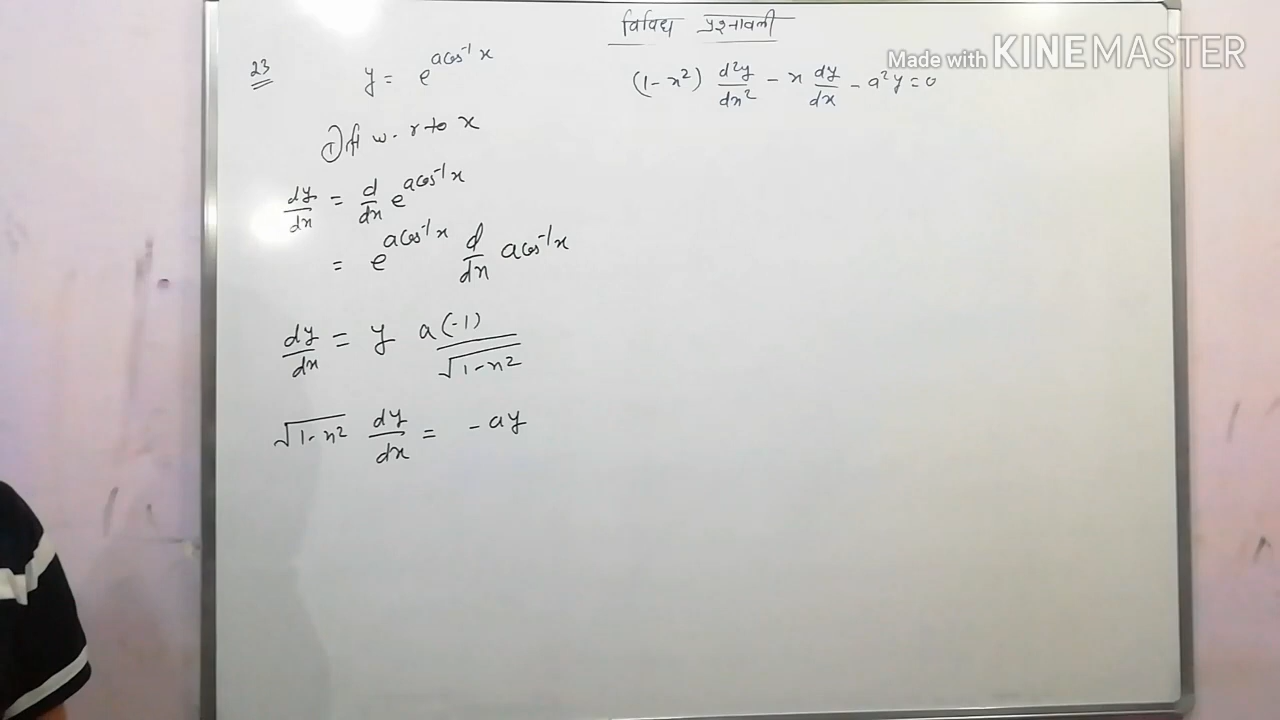 विविध प्रश्नावली
Made with KINEMASTER
23 y = e^{a cos⁻¹ x} (1-x²) d²y/dx² - x dy/dx - a²y = 0
Diff w. r to x
dy/dx = d/dx e^{a cos⁻¹ x}
= e^{a cos⁻¹ x} d/dx a cos⁻¹ x
dy/dx = y a(-1)/√1-x²
√1-x² dy/dx = - ay